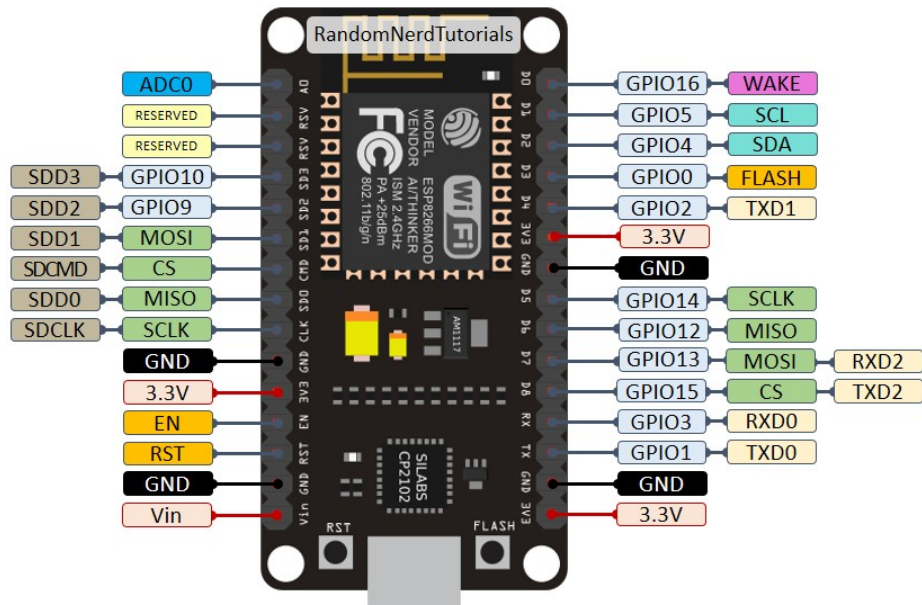 RandomNerdTutorials
ADC0
RESERVED
RESERVED
SDD3 GPIO10
SDD2 GPIO9
SDD1 MOSI
SDCMD CS
SDD0 MISO
SDCLK SCLK
GND
3.3V
EN
RST
GND
Vin
A0
RSV
RSV
SD3
SD2
SD1
CMD
SD0
CLK
GND
3V3
EN
RST
GND
Vin
MODEL ESP8266MOD
VENDOR AI/THINKER
ISM 2.4GHz
PA +25dBm
802.11b/g/n
FC
WiFi
AM1117
SILABS
CP2102
RST
FLASH
D0
D1
D2
D3
D4
3V3
GND
D5
D6
D7
D8
RX
TX
GND
3V3
GPIO16 WAKE
GPIO5 SCL
GPIO4 SDA
GPIO0 FLASH
GPIO2 TXD1
3.3V
GND
GPIO14 SCLK
GPIO12 MISO
GPIO13 MOSI RXD2
GPIO15 CS TXD2
GPIO3 RXD0
GPIO1 TXD0
GND
3.3V